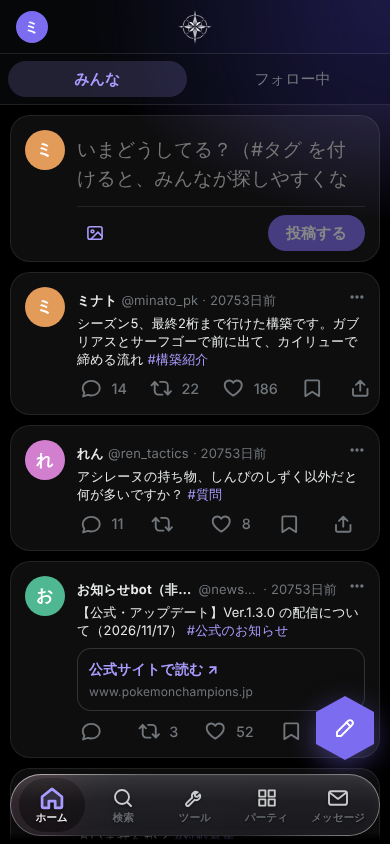 ミ
みんな フォロー中
ミ
いまどうしてる？（#タグ を付
けると、みんなが探しやすくな
投稿する
ミ
ミナト @minato_pk · 20753日前
シーズン5、最終2桁まで行けた構築です。ガブ
リアスとサーフゴーで前に出て、カイリューで
締める流れ #構築紹介
14 22 186
れ
れん @ren_tactics · 20753日前
アシレーヌの持ち物、しんぴのしずく以外だと
何が多いですか？ #質問
11 8
お
お知らせbot（非… @news… · 20753日前
【公式・アップデート】Ver.1.3.0 の配信につい
て（2026/11/17） #公式のお知らせ
公式サイトで読む
www.pokemonchampions.jp
3 52
ホーム 検索 ツール パーティ メッセージ